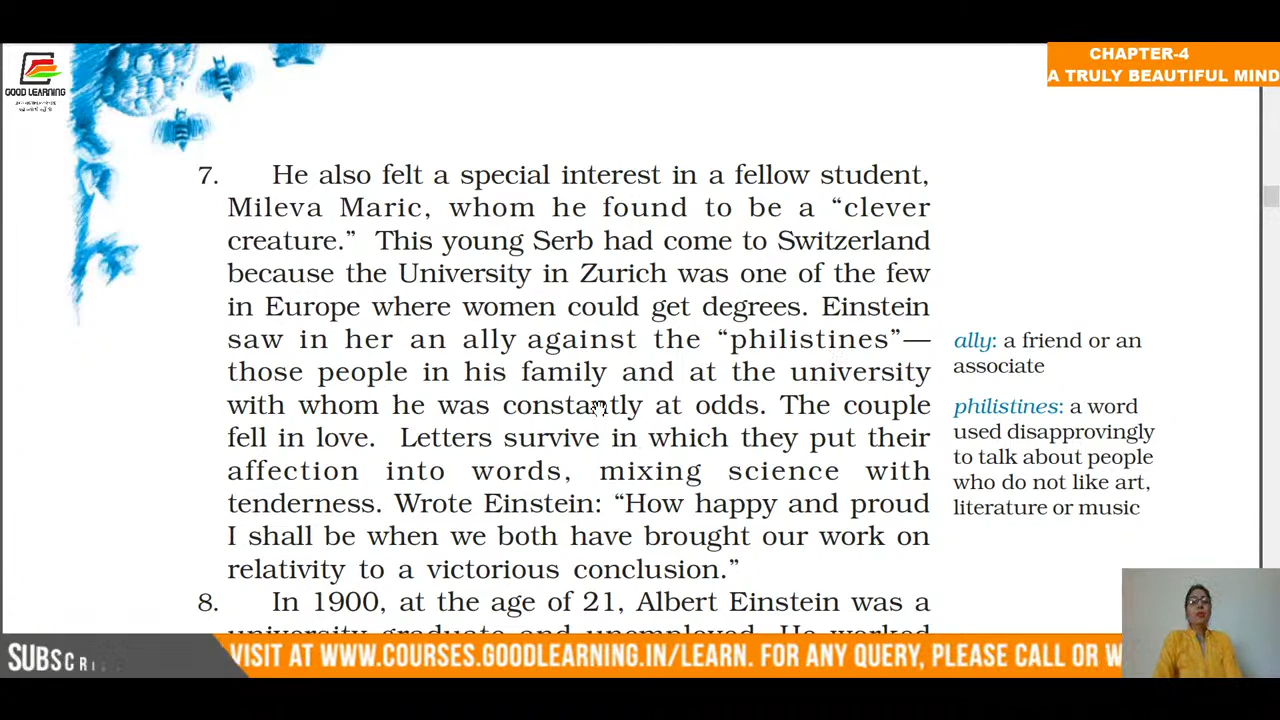 CHAPTER-4
A TRULY BEAUTIFUL MIND
GOOD LEARNING
7. He also felt a special interest in a fellow student,
Mileva Maric, whom he found to be a “clever
creature.” This young Serb had come to Switzerland
because the University in Zurich was one of the few
in Europe where women could get degrees. Einstein
saw in her an ally against the “philistines”—
those people in his family and at the university
with whom he was constantly at odds. The couple
fell in love. Letters survive in which they put their
affection into words, mixing science with
tenderness. Wrote Einstein: “How happy and proud
I shall be when we both have brought our work on
relativity to a victorious conclusion.”
ally: a friend or an
associate
philistines: a word
used disapprovingly
to talk about people
who do not like art,
literature or music
8. In 1900, at the age of 21, Albert Einstein was a
university graduate and unemployed. He worked
SUBSCRI
VISIT AT WWW.COURSES.GOODLEARNING.IN/LEARN. FOR ANY QUERY, PLEASE CALL OR W